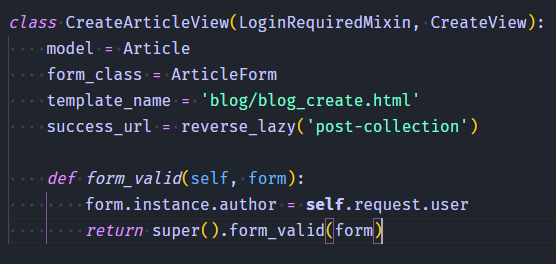 class CreateArticleView(LoginRequiredMixin, CreateView):
    model = Article
    form_class = ArticleForm
    template_name = 'blog/blog_create.html'
    success_url = reverse_lazy('post-collection')

    def form_valid(self, form):
        form.instance.author = self.request.user
        return super().form_valid(form)